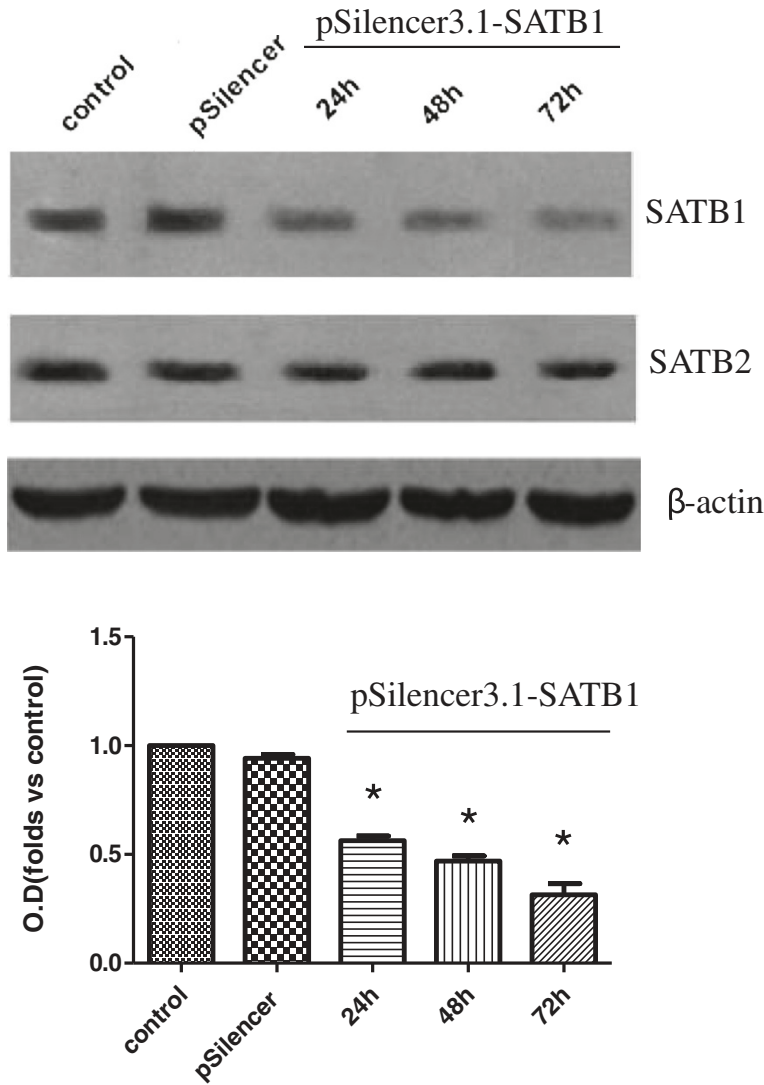 pSilencer3.1-SATB1
control pSilencer 24h 48h 72h
SATB1
SATB2
β-actin
1.5
pSilencer3.1-SATB1
1.0
* * *
0.5
0.0
O.D(folds vs control)
control pSilencer 24h 48h 72h